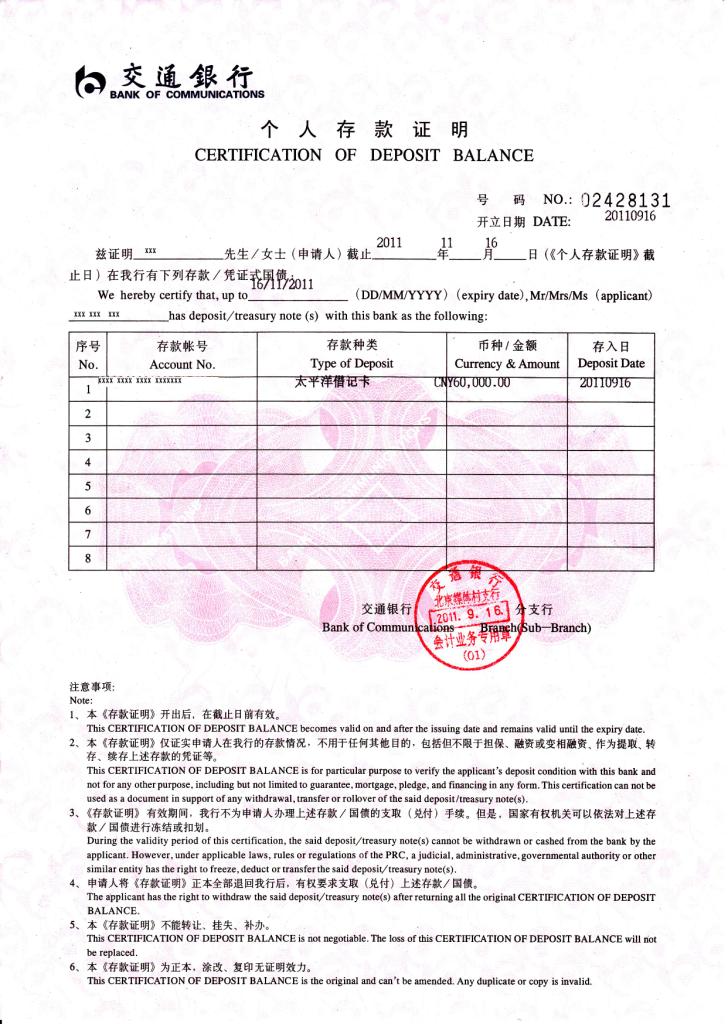 交通銀行
BANK OF COMMUNICATIONS
个人存款证明
CERTIFICATION OF DEPOSIT BALANCE
号 码 NO.: 02428131
开立日期 DATE: 20110916
兹证明 xxx 先生／女士（申请人）截止 2011 年 11 月 16 日（《个人存款证明》截
止日）在我行有下列存款／凭证式国债：
We hereby certify that, up to 16/11/2011 (DD/MM/YYYY) (expiry date), Mr/Mrs/Ms (applicant)
xxx xxx xxx has deposit/treasury note (s) with this bank as the following:
序号 存款帐号 存款种类 币种/金额 存入日
No. Account No. Type of Deposit Currency & Amount Deposit Date
1 xxxx xxxx xxxx xxxxxxx 太平洋借记卡 CNY60,000.00 20110916
2
3
4
5
6
7
8
交通银行 分支行
Bank of Communications Branch(Sub—Branch)
交通银行
北京媒体村支行
2011. 9. 16.
会计业务专用章
(01)
注意事项:
Note:
1、本《存款证明》开出后，在截止日前有效。
This CERTIFICATION OF DEPOSIT BALANCE becomes valid on and after the issuing date and remains valid until the expiry date.
2、本《存款证明》仅证实申请人在我行的存款情况，不用于任何其他目的，包括但不限于担保、融资或变相融资、作为提取、转
存、续存上述存款的凭证等。
This CERTIFICATION OF DEPOSIT BALANCE is for particular purpose to verify the applicant's deposit condition with this bank and
not for any other purpose, including but not limited to guarantee, mortgage, pledge, and financing in any form. This certification can not be
used as a document in support of any withdrawal, transfer or rollover of the said deposit/treasury note(s).
3、《存款证明》有效期间，我行不为申请人办理上述存款／国债的支取（兑付）手续。但是，国家有权机关可以依法对上述存
款／国债进行冻结或扣划。
During the validity period of this certification, the said deposit/treasury note(s) cannot be withdrawn or cashed from the bank by the
applicant. However, under applicable laws, rules or regulations of the PRC, a judicial, administrative, governmental authority or other
similar entity has the right to freeze, deduct or transfer the said deposit/treasury note(s).
4、申请人将《存款证明》正本全部退回我行后，有权要求支取（兑付）上述存款／国债。
The applicant has the right to withdraw the said deposit/treasury note(s) after returning all the original CERTIFICATION OF DEPOSIT
BALANCE.
5、本《存款证明》不能转让、挂失、补办。
This CERTIFICATION OF DEPOSIT BALANCE is not negotiable. The loss of this CERTIFICATION OF DEPOSIT BALANCE will not
be replaced.
6、本《存款证明》为正本，涂改、复印无证明效力。
This CERTIFICATION OF DEPOSIT BALANCE is the original and can't be amended. Any duplicate or copy is invalid.